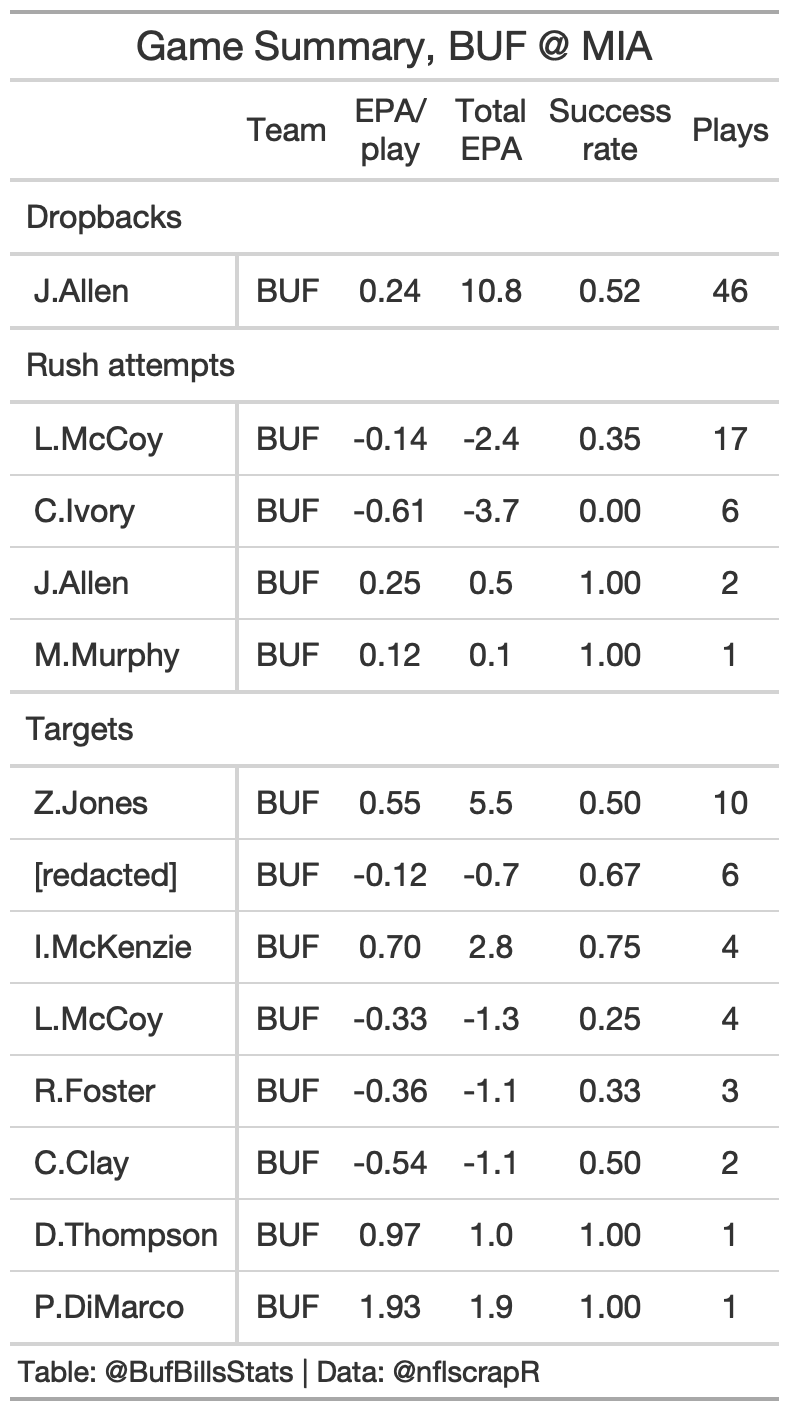 Game Summary, BUF @ MIA
Team EPA/ play Total EPA Success rate Plays
Dropbacks
J.Allen BUF 0.24 10.8 0.52 46
Rush attempts
L.McCoy BUF -0.14 -2.4 0.35 17
C.Ivory BUF -0.61 -3.7 0.00 6
J.Allen BUF 0.25 0.5 1.00 2
M.Murphy BUF 0.12 0.1 1.00 1
Targets
Z.Jones BUF 0.55 5.5 0.50 10
[redacted] BUF -0.12 -0.7 0.67 6
I.McKenzie BUF 0.70 2.8 0.75 4
L.McCoy BUF -0.33 -1.3 0.25 4
R.Foster BUF -0.36 -1.1 0.33 3
C.Clay BUF -0.54 -1.1 0.50 2
D.Thompson BUF 0.97 1.0 1.00 1
P.DiMarco BUF 1.93 1.9 1.00 1
Table: @BufBillsStats | Data: @nflscrapR